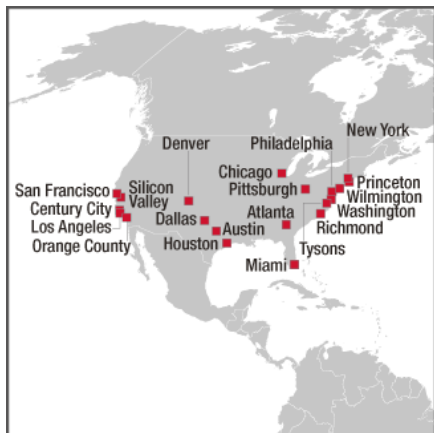 New York
Denver
Philadelphia
Chicago
Pittsburgh
Princeton
San Francisco
Silicon
Valley
Wilmington
Century City
Washington
Dallas
Atlanta
Los Angeles
Austin
Richmond
Orange County
Houston
Tysons
Miami